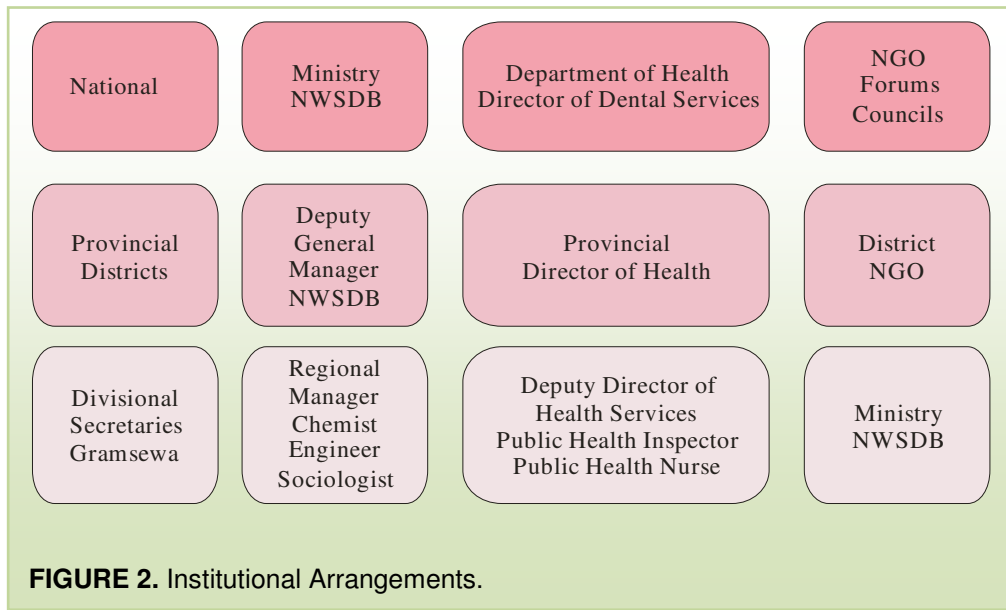 National
Ministry
NWSDB
Department of Health
Director of Dental Services
NGO
Forums
Councils
Provincial
Districts
Deputy
General
Manager
NWSDB
Provincial
Director of Health
District
NGO
Divisional
Secretaries
Gramsewa
Regional
Manager
Chemist
Engineer
Sociologist
Deputy Director of
Health Services
Public Health Inspector
Public Health Nurse
Ministry
NWSDB
FIGURE 2. Institutional Arrangements.